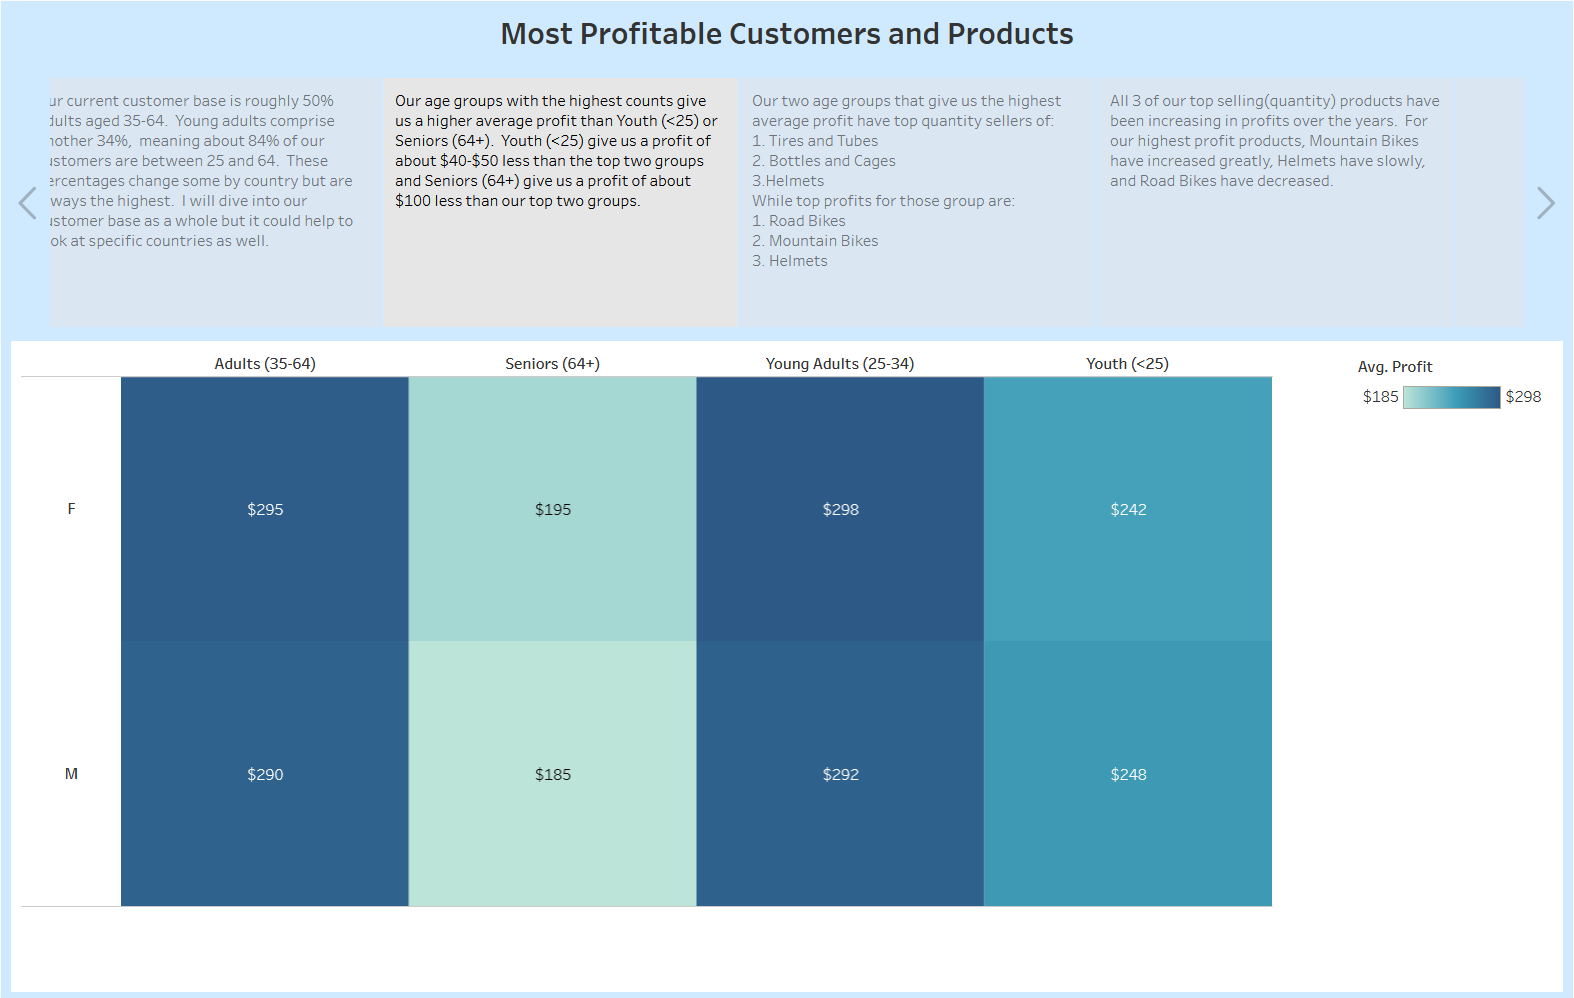 Most Profitable Customers and Products
ur current customer base is roughly 50%
dults aged 35-64.  Young adults comprise
nother 34%,  meaning about 84% of our
ustomers are between 25 and 64.  These
ercentages change some by country but are
ways the highest.  I will dive into our
ustomer base as a whole but it could help to
ok at specific countries as well.
Our age groups with the highest counts give
us a higher average profit than Youth (<25) or
Seniors (64+).  Youth (<25) give us a profit of
about $40-$50 less than the top two groups
and Seniors (64+) give us a profit of about
$100 less than our top two groups.
Our two age groups that give us the highest
average profit have top quantity sellers of:
1. Tires and Tubes
2. Bottles and Cages
3.Helmets
While top profits for those group are:
1. Road Bikes
2. Mountain Bikes
3. Helmets
All 3 of our top selling(quantity) products have
been increasing in profits over the years.  For
our highest profit products, Mountain Bikes
have increased greatly, Helmets have slowly,
and Road Bikes have decreased.
Adults (35-64) Seniors (64+) Young Adults (25-34) Youth (<25)
F $295 $195 $298 $242
M $290 $185 $292 $248
Avg. Profit
$185 $298